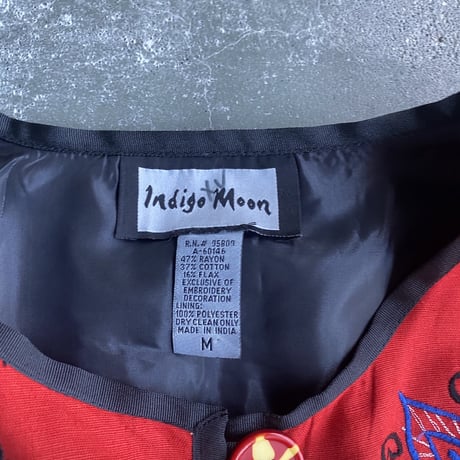 Indigo Moon
R.N.# 95809
A-60146
47% RAYON
37% COTTON
16% FLAX
EXCLUSIVE OF
EMBROIDERY
DECORATION
LINING:
100% POLYESTER
DRY CLEAN ONLY
MADE IN INDIA
M